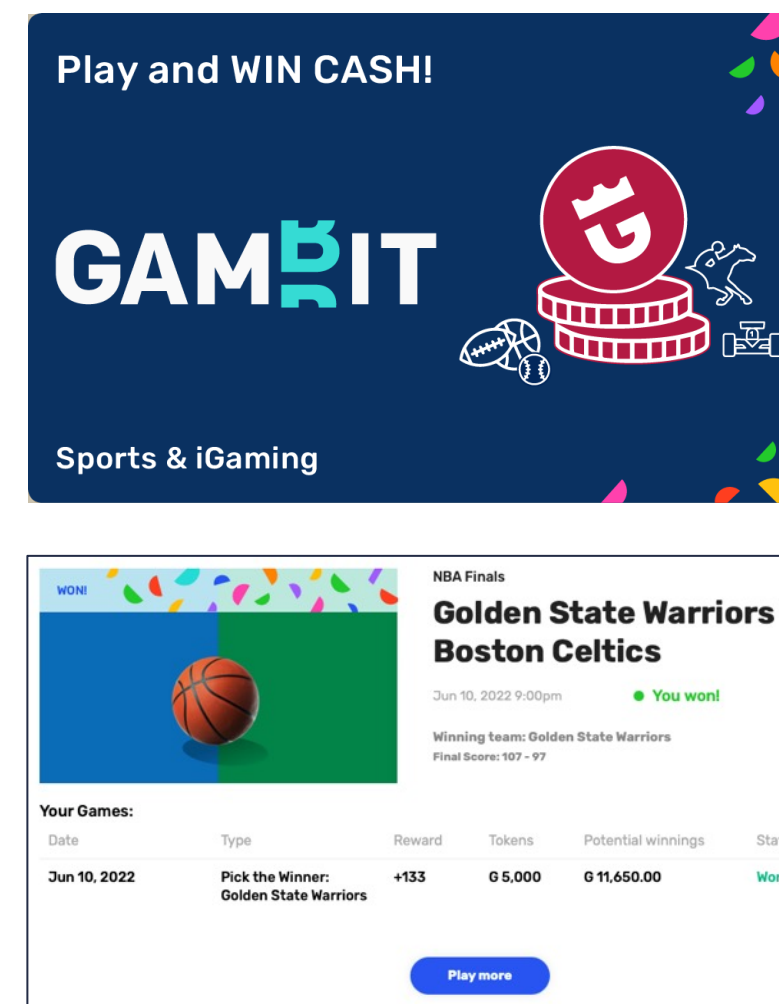 Play and WIN CASH!
GAMBIT
Sports & iGaming
WON!
NBA Finals
Golden State Warriors
Boston Celtics
Jun 10, 2022 9:00pm
You won!
Winning team: Golden State Warriors
Final Score: 107 - 97
Your Games:
Date Type Reward Tokens Potential winnings
Jun 10, 2022 Pick the Winner: +133 G 5,000 G 11,650.00
Golden State Warriors
Play more